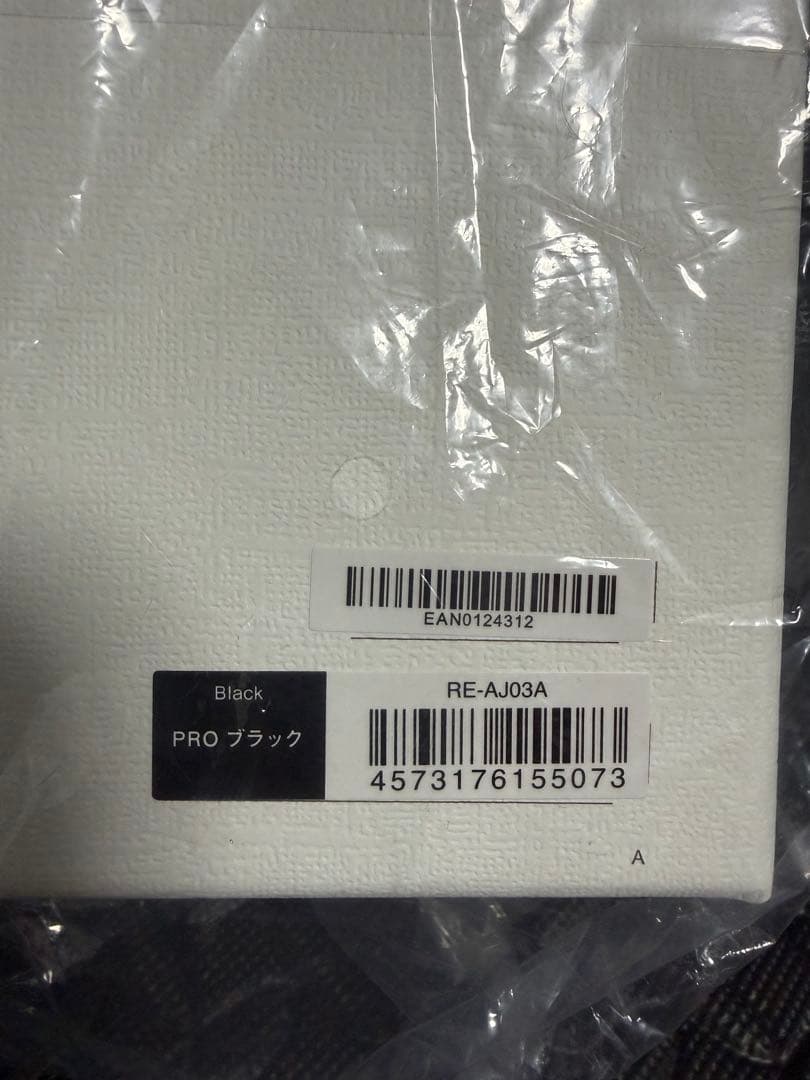 EAN0124312
Black
PRO ブラック
RE-AJ03A
4573176155073
A